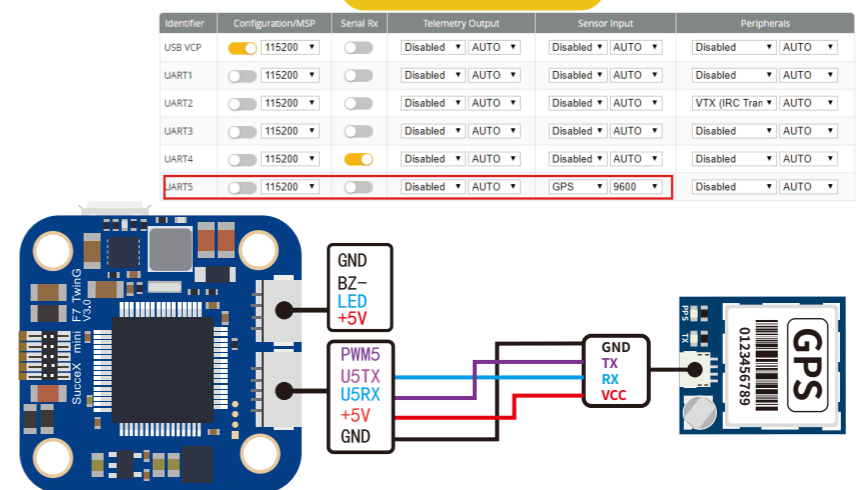 Identifier Configuration/MSP Serial Rx Telemetry Output Sensor Input Peripherals
USB VCP 115200 Disabled AUTO Disabled AUTO Disabled AUTO
UART1 115200 Disabled AUTO Disabled AUTO Disabled AUTO
UART2 115200 Disabled AUTO Disabled AUTO VTX (IRC Tran AUTO
UART3 115200 Disabled AUTO Disabled AUTO Disabled AUTO
UART4 115200 Disabled AUTO Disabled AUTO Disabled AUTO
UART5 115200 Disabled AUTO GPS 9600 Disabled AUTO
SucceX mini F7 TwinG
V3.0
GND
BZ-
LED
+5V
PWM5
U5TX
U5RX
+5V
GND
GND
TX
RX
VCC
PPS
TX
0123456789
GPS